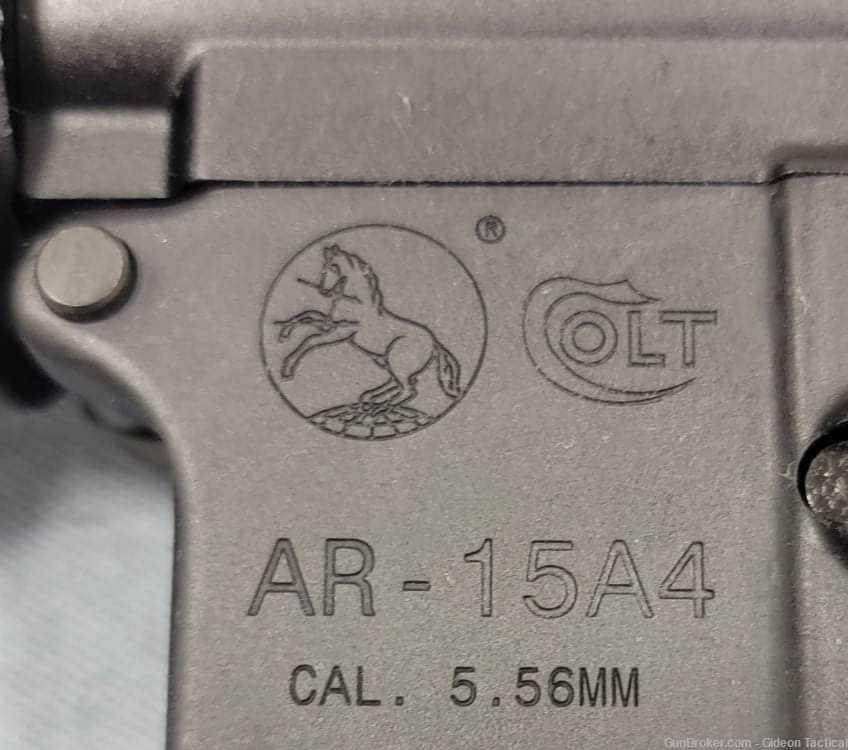 ®
COLT
AR-15A4
CAL. 5.56MM
GunBroker.com - Gideon Tactical